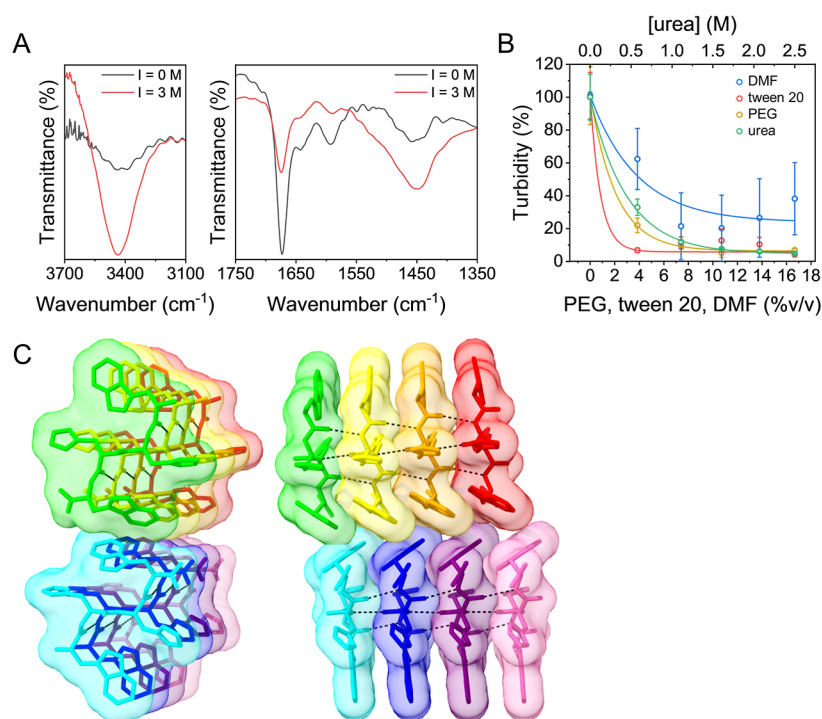 A
I = 0 M
I = 3 M
Transmittance (%)
3700 3400 3100
Wavenumber (cm-1)
I = 0 M
I = 3 M
Transmittance (%)
1750 1650 1550 1450 1350
Wavenumber (cm-1)
B
[urea] (M)
0.0 0.5 1.0 1.5 2.0 2.5
DMF
tween 20
PEG
urea
Turbidity (%)
120
100
80
60
40
20
0
0 2 4 6 8 10 12 14 16 18
PEG, tween 20, DMF (%v/v)
C